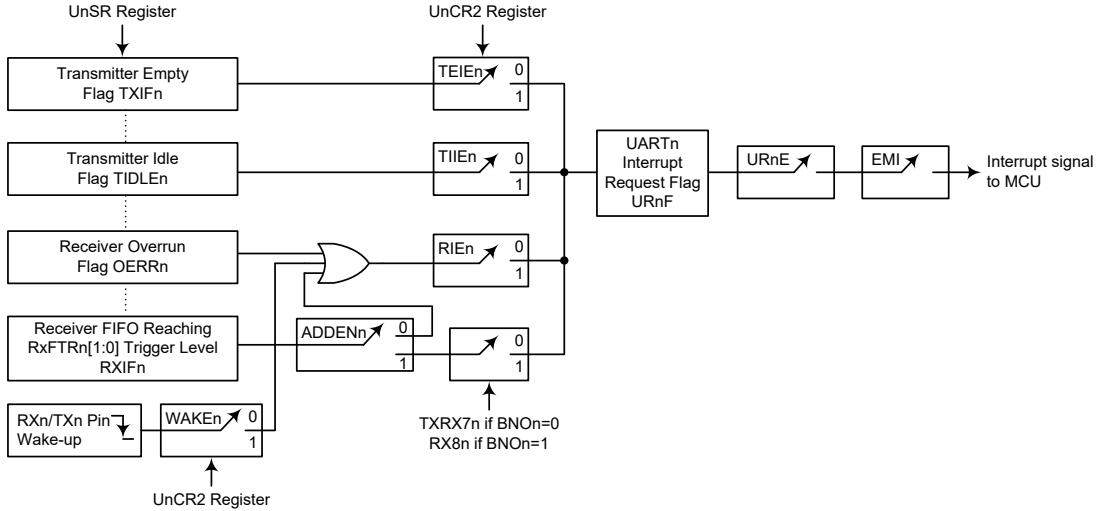 UnSR Register
UnCR2 Register
Transmitter Empty
Flag TXIFn
TEIEn
0
1
Transmitter Idle
Flag TIDLEn
TIIEn
0
1
UARTn
Interrupt
Request Flag
URnF
URnE
EMI
Interrupt signal
to MCU
Receiver Overrun
Flag OERRn
RIEn
0
1
Receiver FIFO Reaching
RxFTRn[1:0] Trigger Level
RXIFn
ADDENn
0
1
0
1
RXn/TXn Pin
Wake-up
WAKEn
0
1
TXRX7n if BNOn=0
RX8n if BNOn=1
UnCR2 Register